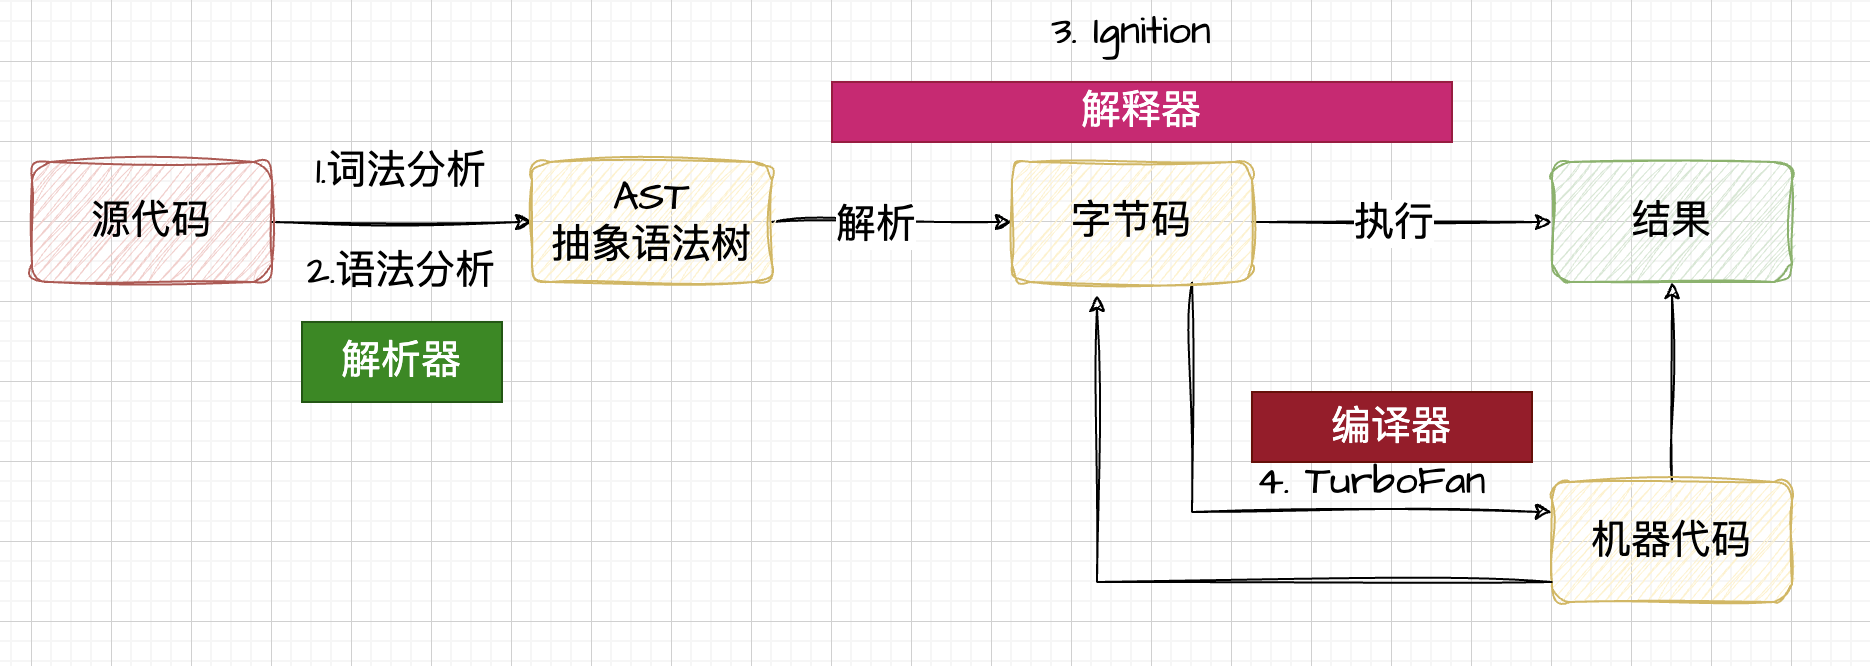 3. Ignition
解释器
1.词法分析
源代码
AST
抽象语法树
解析
字节码
执行
结果
2.语法分析
解析器
编译器
4. TurboFan
机器代码